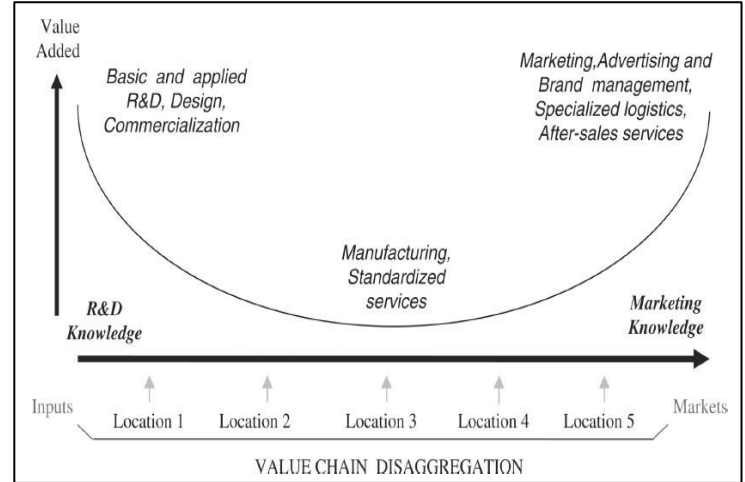 Value
Added
Basic and applied
R&D, Design,
Commercialization
Marketing,Advertising and
Brand management,
Specialized logistics,
After-sales services
Manufacturing,
Standardized
services
R&D
Knowledge
Marketing
Knowledge
Inputs
Location 1
Location 2
Location 3
Location 4
Location 5
Markets
VALUE CHAIN DISAGGREGATION